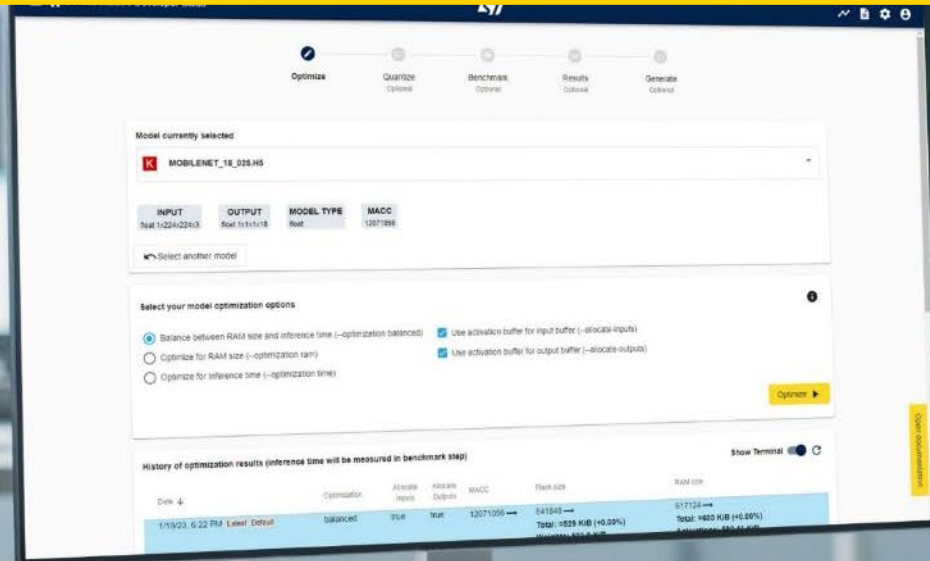 Optimize
Quantize
Benchmark
Results
Generate
Optional
Optional
Optional
Optional
Model currently selected
K
MOBILENET_18_025.H5
INPUT
OUTPUT
MODEL TYPE
MACC
float 1x224x224x3
float 1x1x1x18
float
12071056
Select another model
Select your model optimization options
Balance between RAM size and inference time (--optimization balanced)
Use activation buffer for input buffer (--allocate-inputs)
Optimize for RAM size (--optimization ram)
Use activation buffer for output buffer (--allocate-outputs)
Optimize for inference time (--optimization time)
Optimize
Open documentation
History of optimization results (inference time will be measured in benchmark step)
Show Terminal
Date
Optimization
Allocate Inputs
Allocate Outputs
MACC
Flash size
RAM size
1/19/23, 6:22 PM Latest Default
balanced
true
true
12071056
541848
617124
Total: =529 KiB (+0.00%)
Total: =603 KiB (+0.00%)